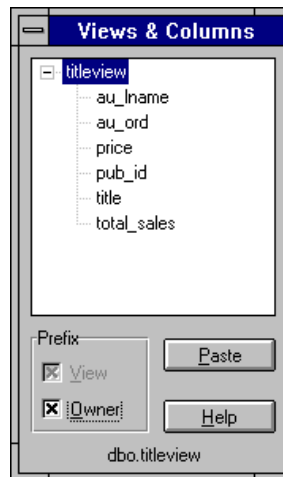 Views & Columns
titleview
au_lname
au_ord
price
pub_id
title
total_sales
Prefix
View
Owner
Paste
Help
dbo.titleview